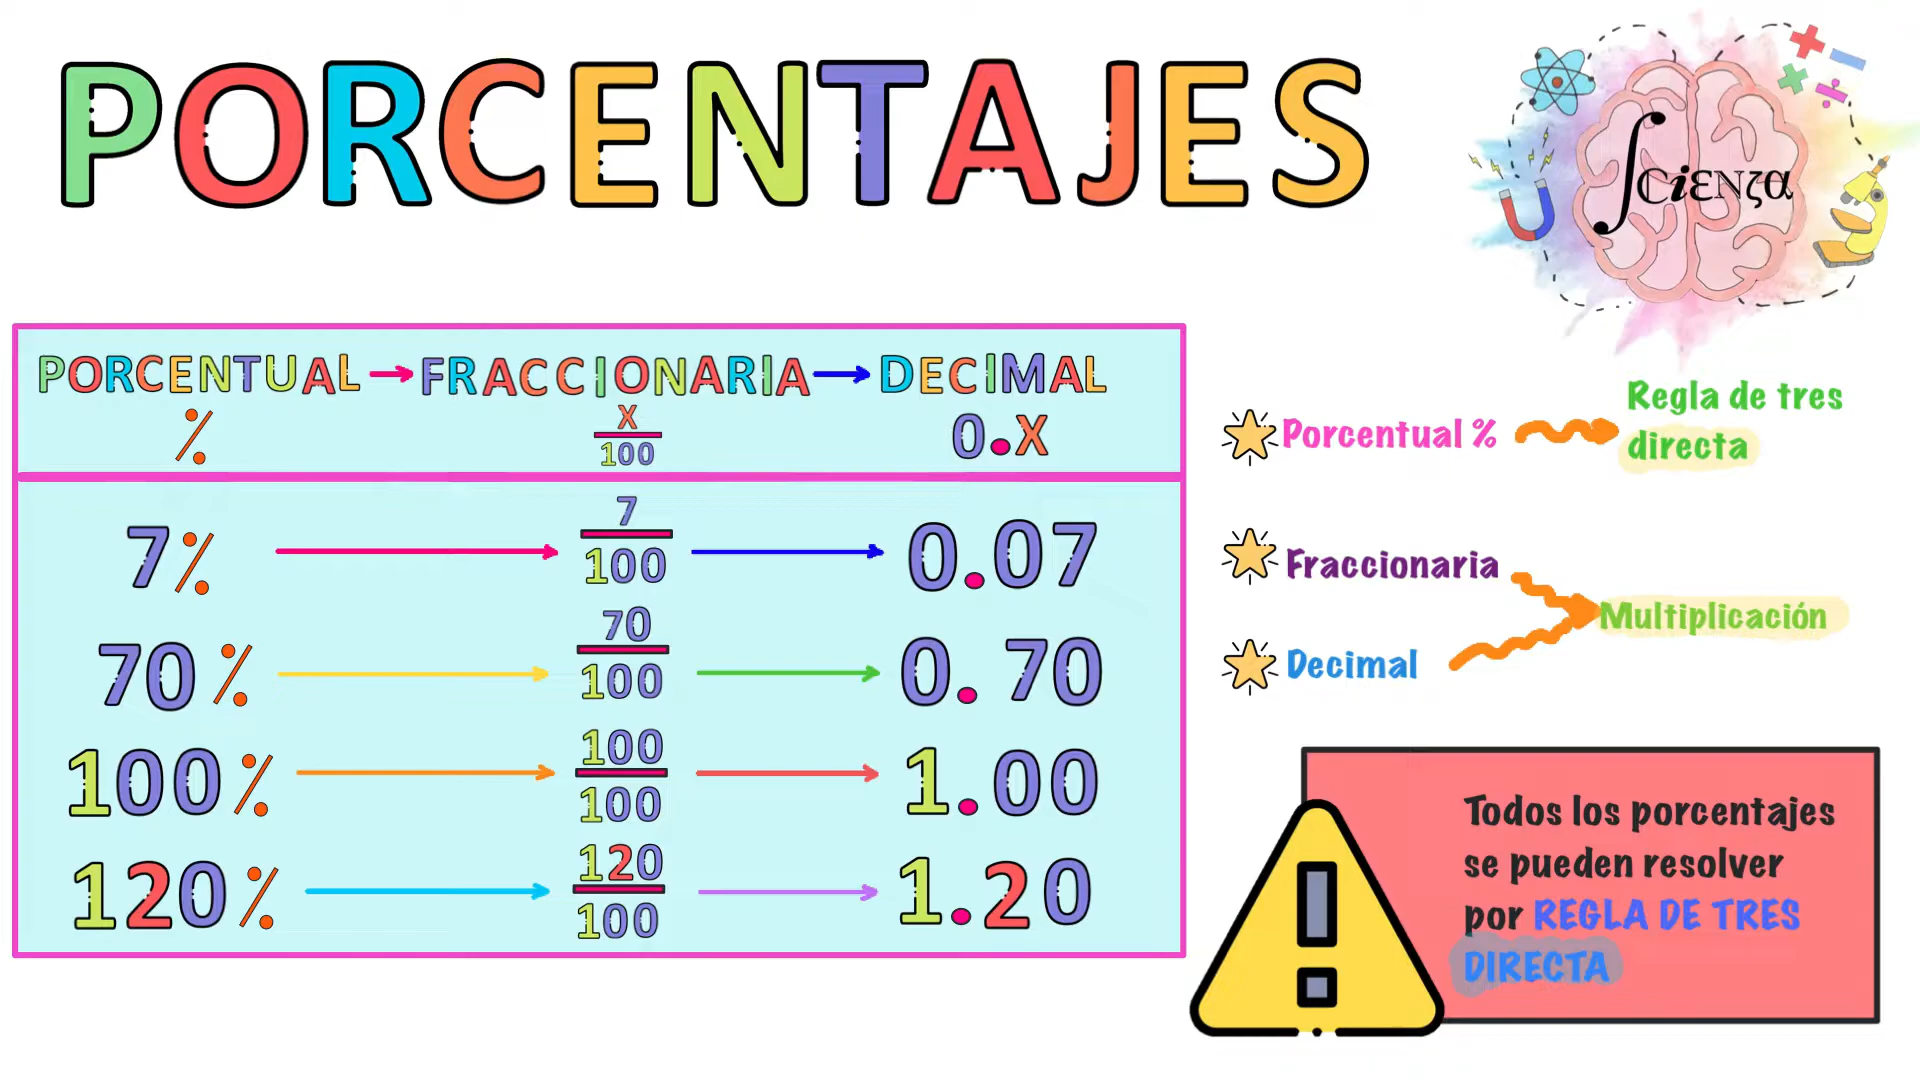 PORCENTAJES
∫CiENζα
PORCENTUAL → FRACCIONARIA → DECIMAL
% X/100 0.X
7% → 7/100 → 0.07
70% → 70/100 → 0.70
100% → 100/100 → 1.00
120% → 120/100 → 1.20
Porcentual %
Regla de tres
directa
Fraccionaria
Multiplicación
Decimal
Todos los porcentajes
se pueden resolver
por REGLA DE TRES
DIRECTA